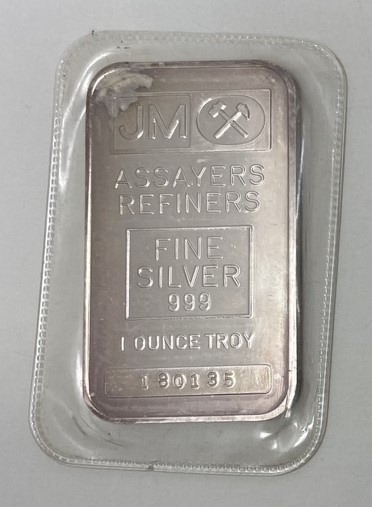 JM
ASSAYERS
REFINERS
FINE
SILVER
999
1 OUNCE TROY
180135